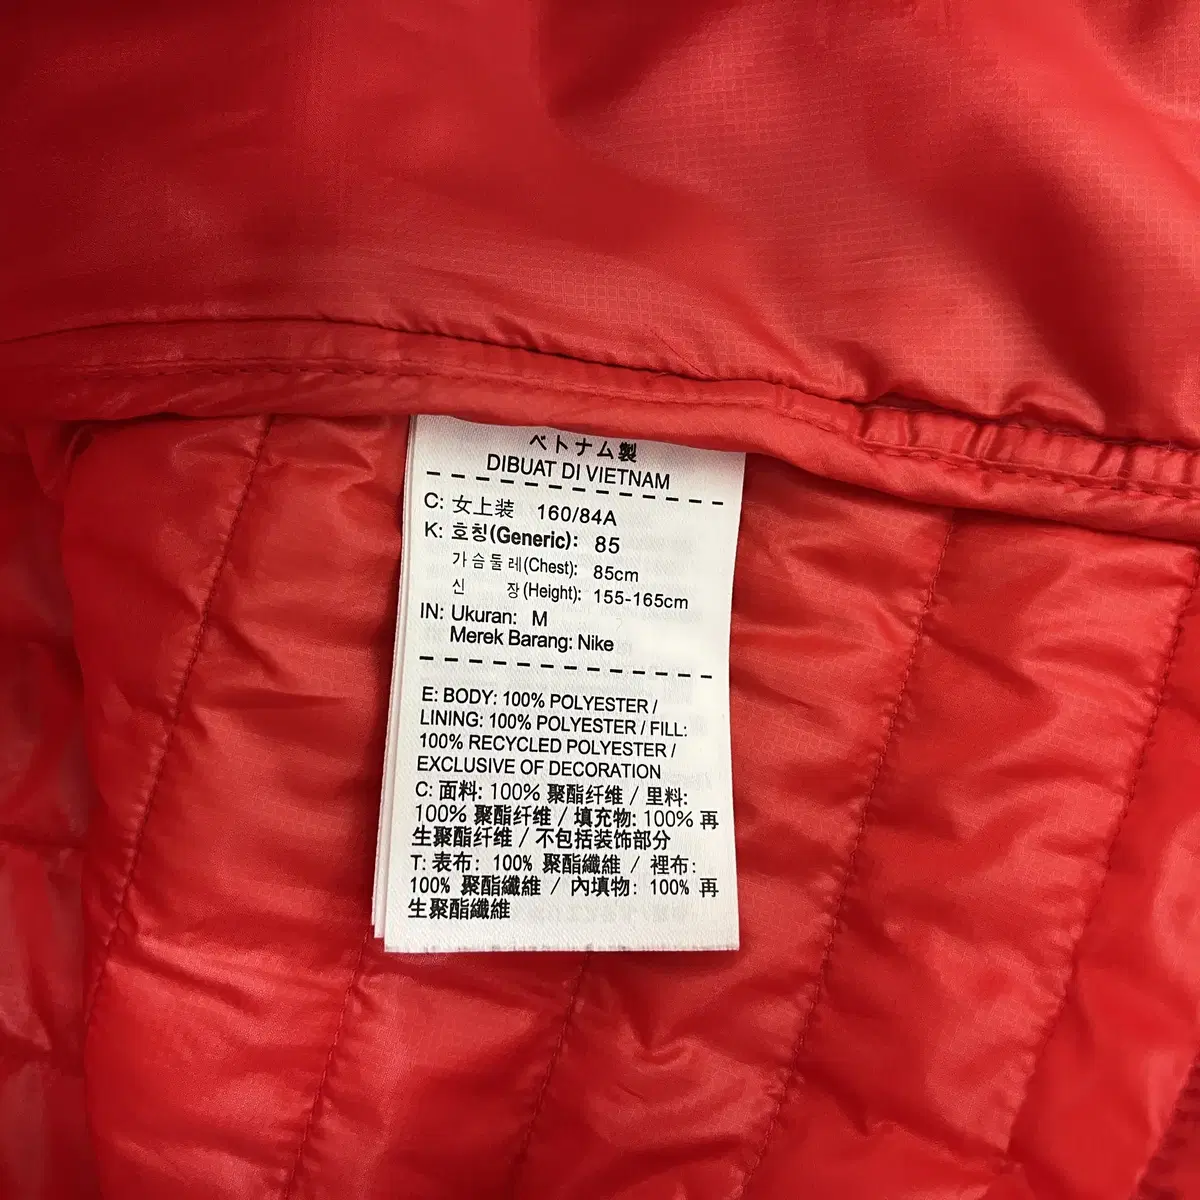 ベトナム製
DIBUAT DI VIETNAM
C: 女上装 160/84A
K: 호칭(Generic): 85
가슴둘레(Chest): 85cm
신 장(Height): 155-165cm
IN: Ukuran: M
Merek Barang: Nike
E: BODY: 100% POLYESTER /
LINING: 100% POLYESTER / FILL:
100% RECYCLED POLYESTER /
EXCLUSIVE OF DECORATION
C: 面料: 100% 聚酯纤维 / 里料:
100% 聚酯纤维 / 填充物: 100% 再
生聚酯纤维 / 不包括装饰部分
T: 表布: 100% 聚酯纖維 / 裡布:
100% 聚酯纖維 / 內填物: 100% 再
生聚酯纖維